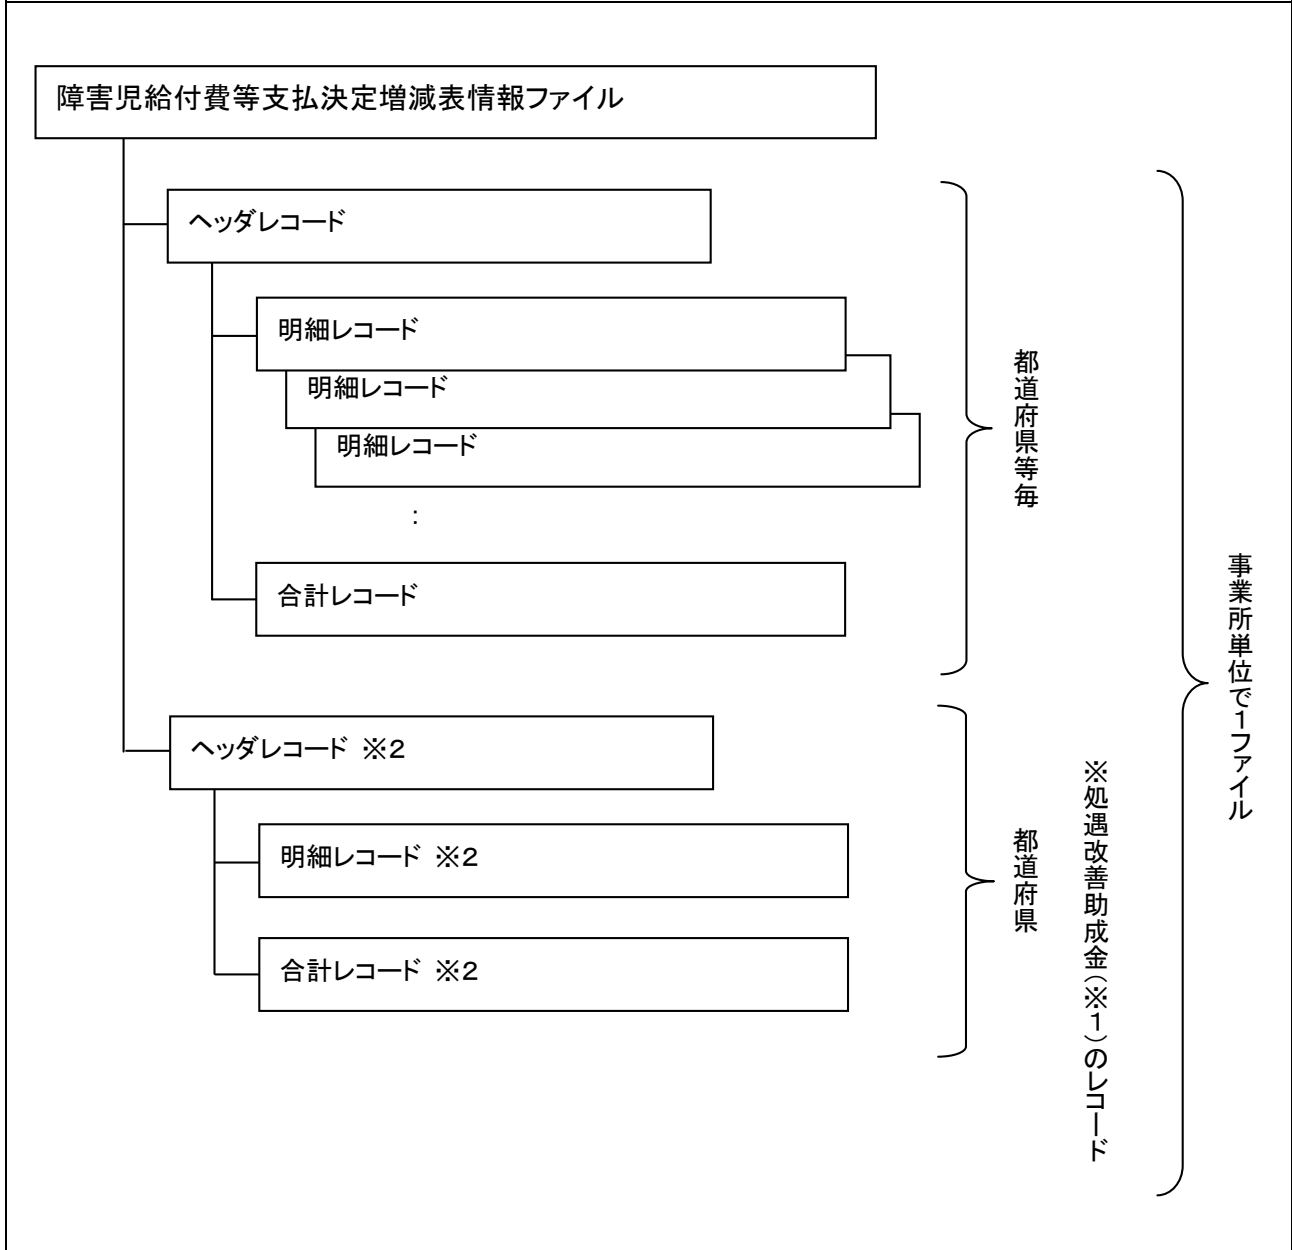 障害児給付費等支払決定増減表情報ファイル
ヘッダレコード
明細レコード
明細レコード
明細レコード
:
合計レコード
都道府県等毎
ヘッダレコード ※2
明細レコード ※2
合計レコード ※2
都道府県
※処遇改善助成金(※1)のレコード
事業所単位で1ファイル